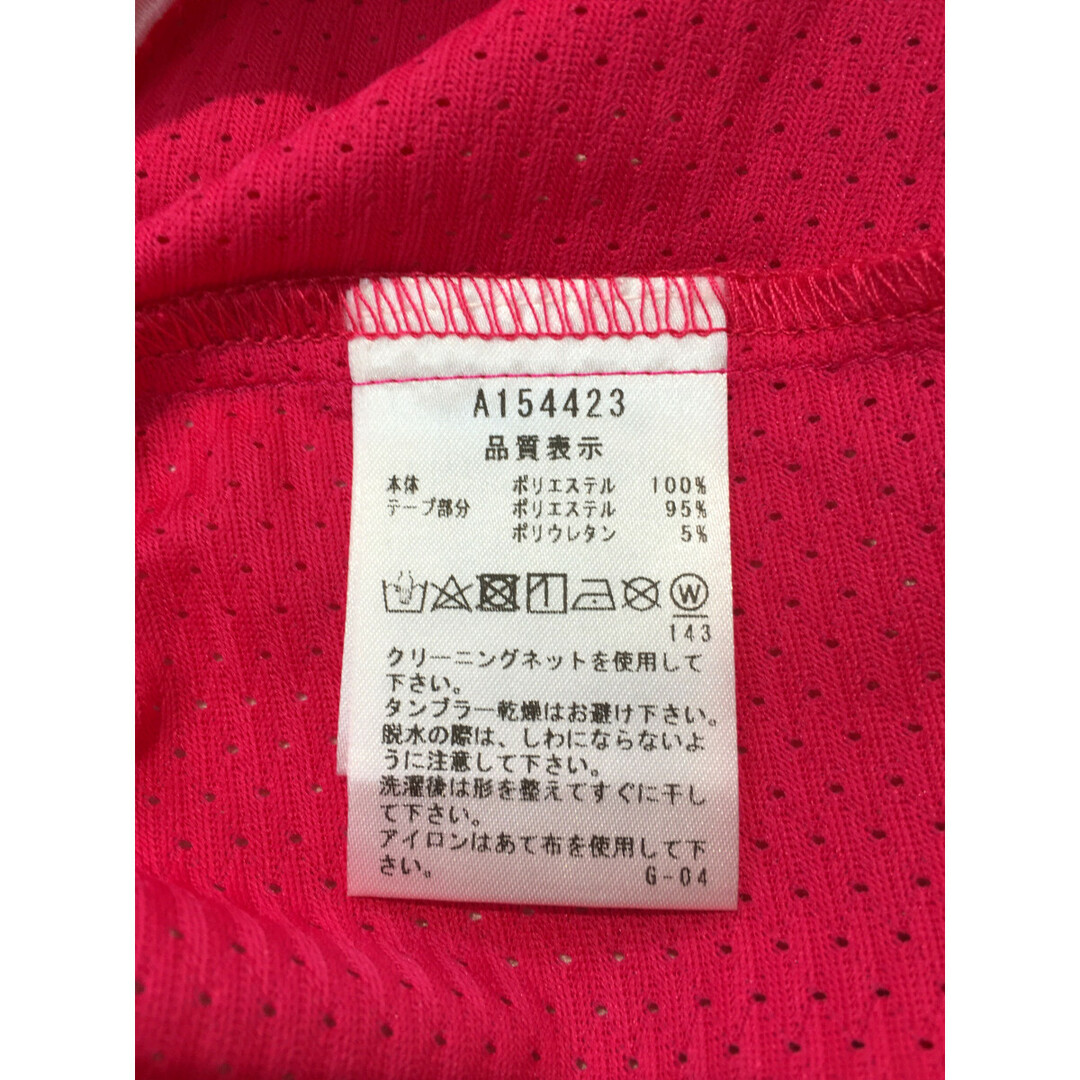 A154423
品質表示
本体 ポリエステル 100%
テープ部分 ポリエステル 95%
ポリウレタン 5%
W
143
クリーニングネットを使用して
下さい。
タンブラー乾燥はお避け下さい。
脱水の際は、しわにならないよ
うに注意して下さい。
洗濯後は形を整えてすぐに干し
て下さい。
アイロンはあて布を使用して下
さい。 G-04